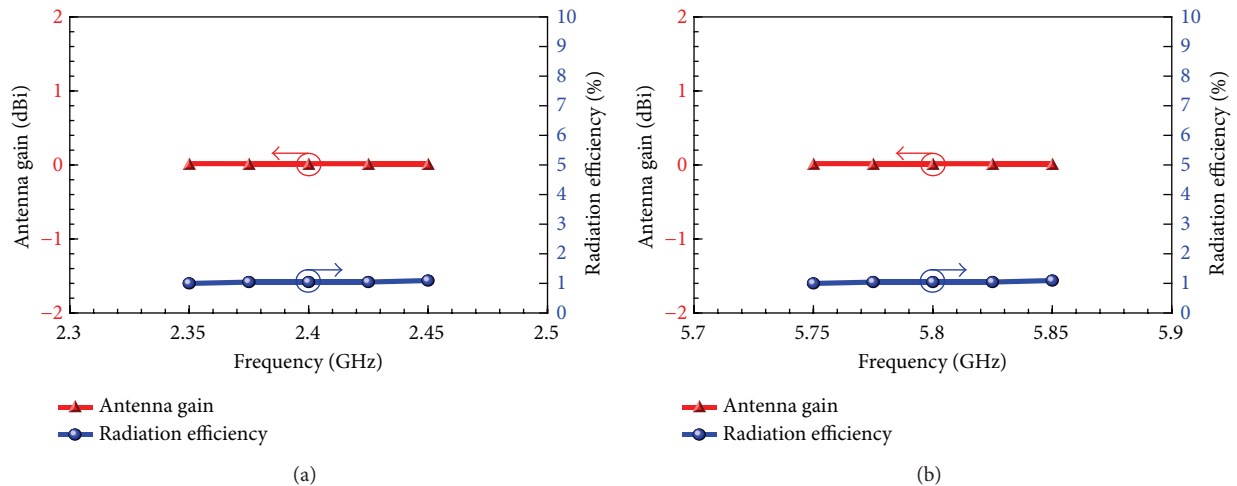 2
1
0
−1
−2
Antenna gain (dBi)
10
9
8
7
6
5
4
3
2
1
0
Radiation efficiency (%)
2.3 2.35 2.4 2.45 2.5
Frequency (GHz)
Antenna gain
Radiation efficiency
(a)
2
1
0
−1
−2
Antenna gain (dBi)
10
9
8
7
6
5
4
3
2
1
0
Radiation efficiency (%)
5.7 5.75 5.8 5.85 5.9
Frequency (GHz)
Antenna gain
Radiation efficiency
(b)